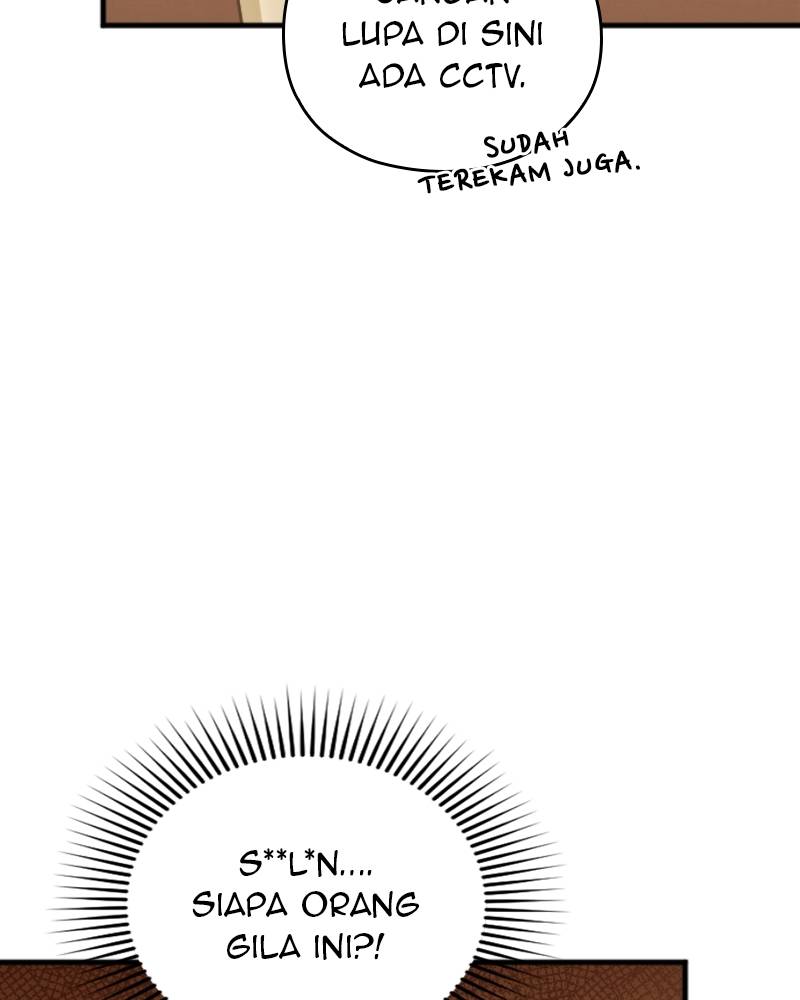 LUPA DI SINI
ADA CCTV.
SUDAH
TEREKAM JUGA.
S**L*N....
SIAPA ORANG
GILA INI?!